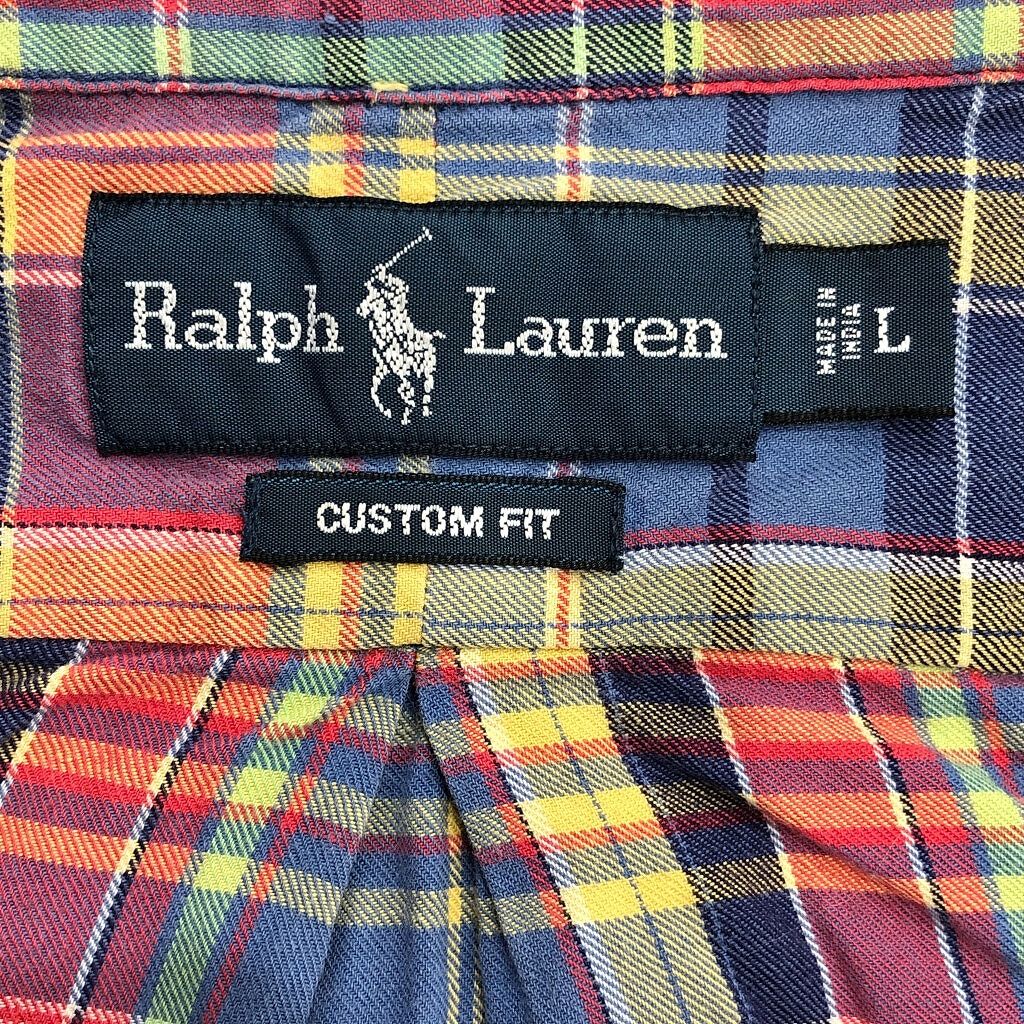 Ralph Lauren
MADE IN
INDIA
L
CUSTOM FIT